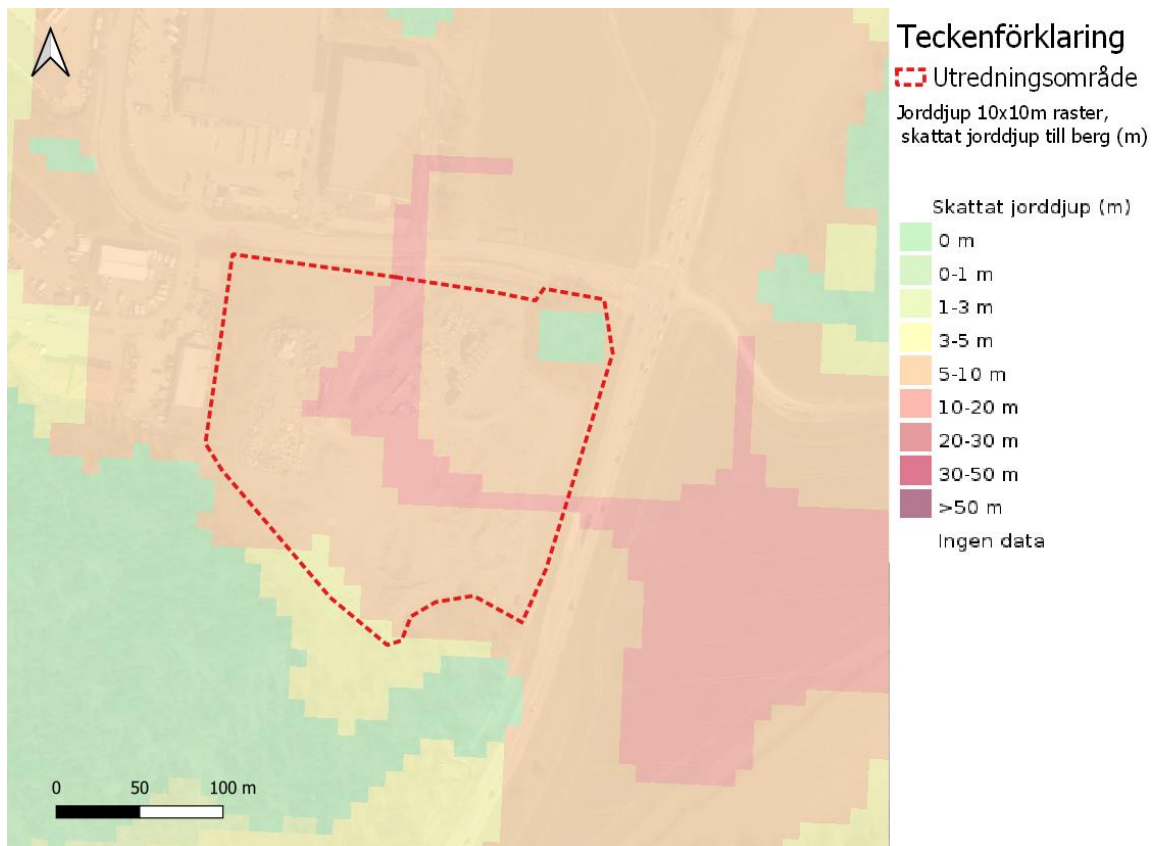 Teckenförklaring
Utredningsområde
Jorddjup 10x10m raster,
skattat jorddjup till berg (m)
Skattat jorddjup (m)
0 m
0-1 m
1-3 m
3-5 m
5-10 m
10-20 m
20-30 m
30-50 m
>50 m
Ingen data
0 50 100 m